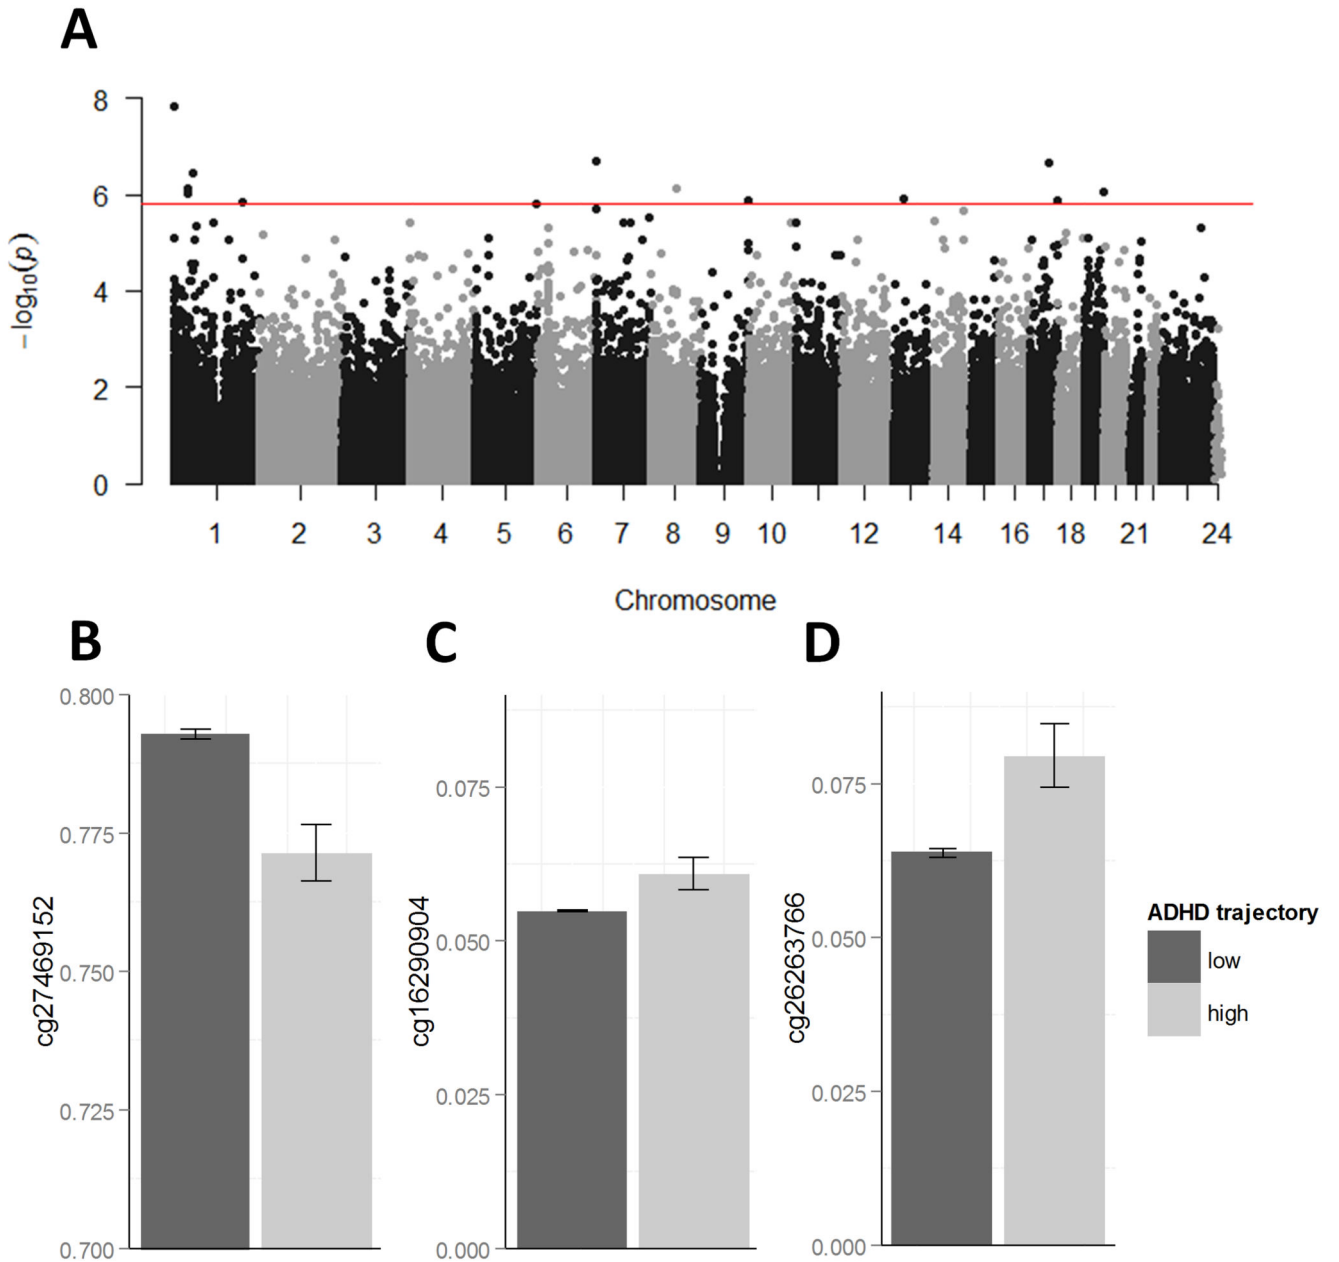 A
8
6
4
2
0
−log10(p)
1 2 3 4 5 6 7 8 9 10 12 14 16 18 21 24
Chromosome
B
0.800
0.775
0.750
0.725
0.700
cg27469152
C
0.075
0.050
0.025
0.000
cg16290904
D
0.075
0.050
0.025
0.000
cg26263766
ADHD trajectory
low
high